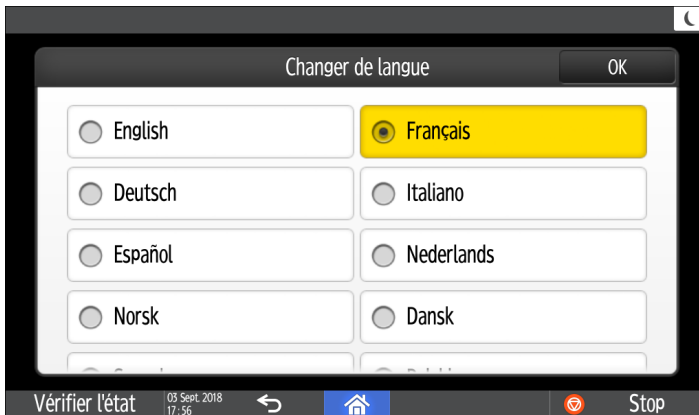 Changer de langue OK
English Français
Deutsch Italiano
Español Nederlands
Norsk Dansk
Vérifier l'état 03 Sept. 2018 Stop
17 : 56